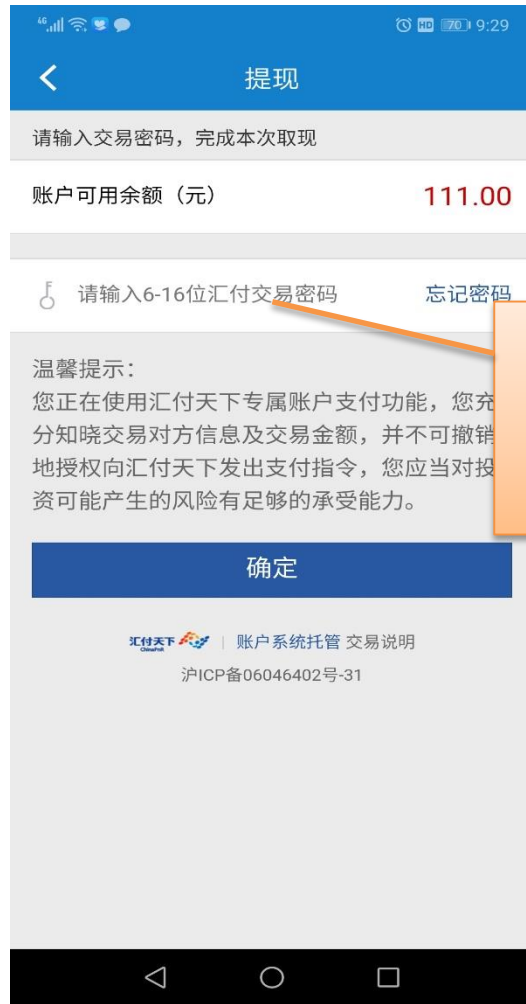 4G HD 70 9:29
提现
请输入交易密码，完成本次取现
账户可用余额（元） 111.00
请输入6-16位汇付交易密码 忘记密码
温馨提示：
您正在使用汇付天下专属账户支付功能，您充
分知晓交易对方信息及交易金额，并不可撤销
地授权向汇付天下发出支付指令，您应当对投
资可能产生的风险有足够的承受能力。
确定
汇付天下 ChinaPnR | 账户系统托管 交易说明
沪ICP备06046402号-31